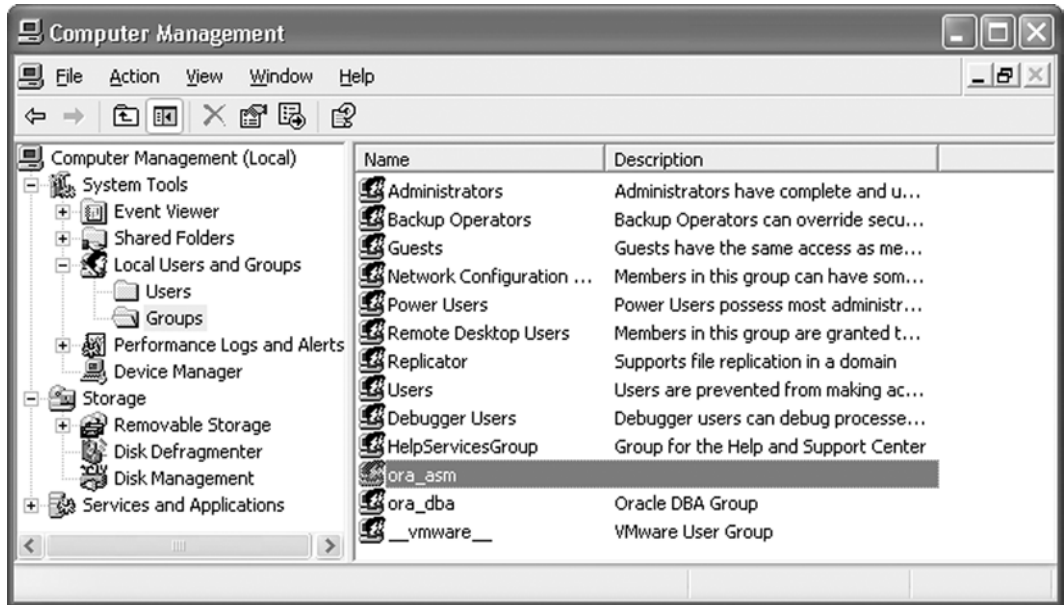 Computer Management
File Action View Window Help
Computer Management (Local)
System Tools
Event Viewer
Shared Folders
Local Users and Groups
Users
Groups
Performance Logs and Alerts
Device Manager
Storage
Removable Storage
Disk Defragmenter
Disk Management
Services and Applications
Name Description
Administrators Administrators have complete and u...
Backup Operators Backup Operators can override secu...
Guests Guests have the same access as me...
Network Configuration ... Members in this group can have som...
Power Users Power Users possess most administr...
Remote Desktop Users Members in this group are granted t...
Replicator Supports file replication in a domain
Users Users are prevented from making ac...
Debugger Users Debugger users can debug processe...
HelpServicesGroup Group for the Help and Support Center
ora_asm
ora_dba Oracle DBA Group
__vmware__ VMware User Group